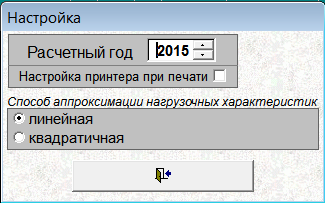 Настройка
Расчетный год 2015
Настройка принтера при печати
Способ аппроксимации нагрузочных характеристик
линейная
квадратичная